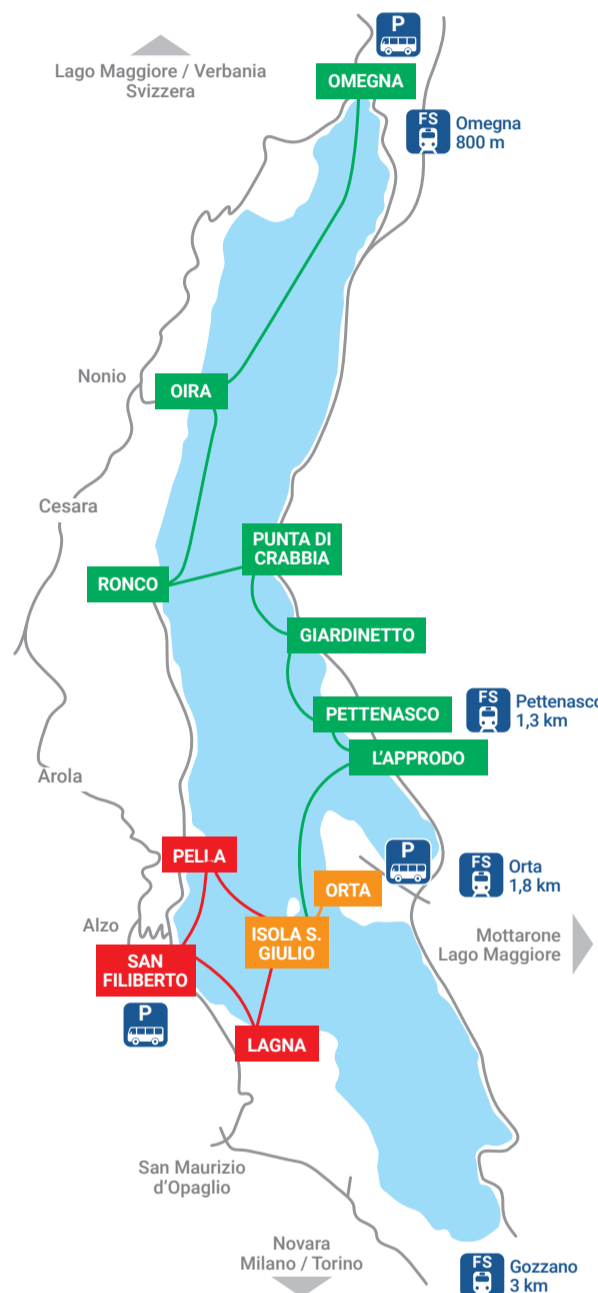 P
Lago Maggiore / Verbania
Svizzera
OMEGNA
FS
Omegna
800 m
Nonio
OIRA
Cesara
PUNTA DI
CRABBIA
RONCO
GIARDINETTO
PETTENASCO
FS
Pettenasco
1,3 km
L'APPRODO
Arola
PELLA
P
FS
Orta
1,8 km
ORTA
Alzo
ISOLA S.
GIULIO
Mottarone
Lago Maggiore
SAN
FILIBERTO
P
LAGNA
San Maurizio
d'Opaglio
Novara
Milano / Torino
FS
Gozzano
3 km